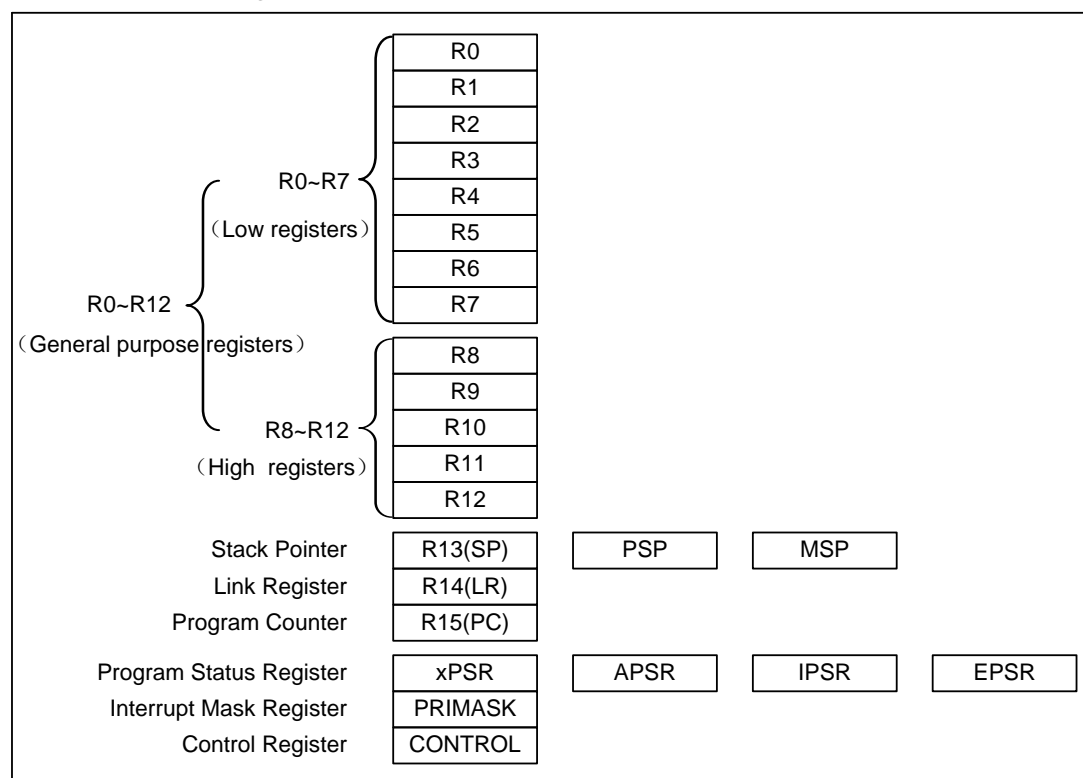 R0
R1
R2
R3
R0~R7
R4
（Low registers）
R5
R6
R0~R12
R7
（General purpose registers）
R8
R9
R8~R12
R10
（High registers）
R11
R12
Stack Pointer R13(SP) PSP MSP
Link Register R14(LR)
Program Counter R15(PC)
Program Status Register xPSR APSR IPSR EPSR
Interrupt Mask Register PRIMASK
Control Register CONTROL